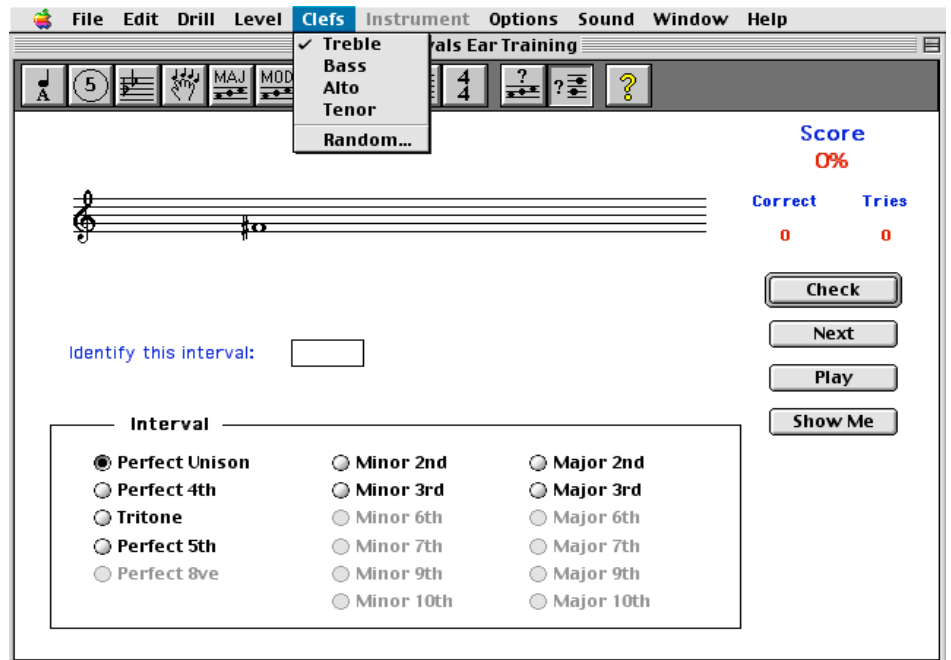 File Edit Drill Level Clefs Instrument Options Sound Window Help
vals Ear Training
Treble
Bass
Alto
Tenor
Random...
A 5 MAJ MOD 4 4 ? ? ?
Score
0%
Correct Tries
0 0
Check
Next
Play
Show Me
Identify this interval:
Interval
Perfect Unison Minor 2nd Major 2nd
Perfect 4th Minor 3rd Major 3rd
Tritone Minor 6th Major 6th
Perfect 5th Minor 7th Major 7th
Perfect 8ve Minor 9th Major 9th
Minor 10th Major 10th